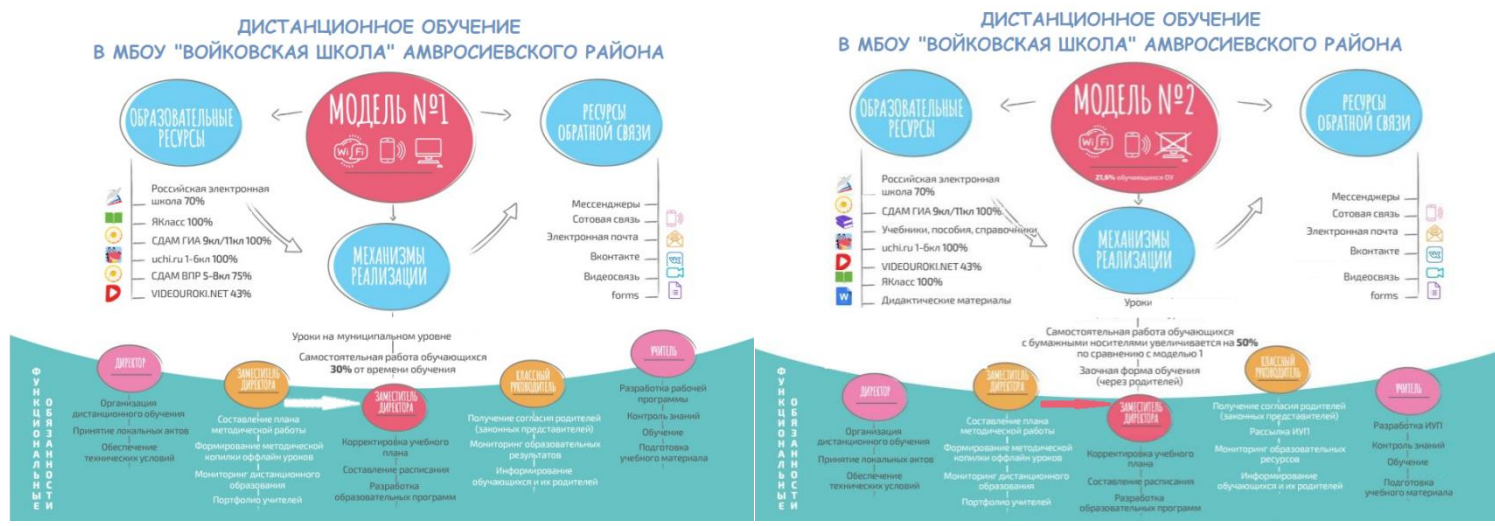 ДИСТАНЦИОННОЕ ОБУЧЕНИЕ
В МБОУ "ВОЙКОВСКАЯ ШКОЛА" АМВРОСИЕВСКОГО РАЙОНА
ОБРАЗОВАТЕЛЬНЫЕ
РЕСУРСЫ
МОДЕЛЬ №1
Wi Fi
РЕСУРСЫ
ОБРАТНОЙ СВЯЗИ
Российская электронная
школа 70%
ЯКласс 100%
СДАМ ГИА 9кл/11кл 100%
uchi.ru 1-6кл 100%
СДАМ ВПР 5-8кл 75%
VIDEOUROKI.NET 43%
МЕХАНИЗМЫ
РЕАЛИЗАЦИИ
Мессенджеры
Сотовая связь
Электронная почта
Вконтакте
Видеосвязь
forms
Уроки на муниципальном уровне
Самостоятельная работа обучающихся
30% от времени обучения
ФУНКЦИОНАЛЬНЫЕ
ОБЯЗАННОСТИ
ДИРЕКТОР
Организация
дистанционного обучения
Принятие локальных актов
Обеспечение
технических условий
ЗАМЕСТИТЕЛЬ
ДИРЕКТОРА
Составление плана
методической работы
Формирование методической
копилки оффлайн уроков
Мониторинг дистанционного
образования
Портфолио учителей
ЗАМЕСТИТЕЛЬ
ДИРЕКТОРА
Корректировка учебного
плана
Составление расписания
Разработка
образовательных программ
КЛАССНЫЙ
РУКОВОДИТЕЛЬ
Получение согласия родителей
(законных представителей)
Мониторинг образовательных
результатов
Информирование
обучающихся и их родителей
УЧИТЕЛЬ
Разработка рабочей
программы
Контроль знаний
Обучение
Подготовка
учебного материала
ДИСТАНЦИОННОЕ ОБУЧЕНИЕ
В МБОУ "ВОЙКОВСКАЯ ШКОЛА" АМВРОСИЕВСКОГО РАЙОНА
ОБРАЗОВАТЕЛЬНЫЕ
РЕСУРСЫ
МОДЕЛЬ №2
Wi Fi
21,6% обучающихся ОУ
РЕСУРСЫ
ОБРАТНОЙ СВЯЗИ
Российская электронная
школа 70%
СДАМ ГИА 9кл/11кл 100%
Учебники, пособия, справочники
uchi.ru 1-6кл 100%
VIDEOUROKI.NET 43%
ЯКласс 100%
W
Дидактические материалы
МЕХАНИЗМЫ
РЕАЛИЗАЦИИ
Мессенджеры
Сотовая связь
Электронная почта
Вконтакте
Видеосвязь
forms
Уроки
Самостоятельная работа обучающихся
с бумажными носителями увеличивается на 50%
по сравнению с моделью 1
Заочная форма обучения
(через родителей)
ФУНКЦИОНАЛЬНЫЕ
ОБЯЗАННОСТИ
ДИРЕКТОР
Организация
дистанционного обучения
Принятие локальных актов
Обеспечение
технических условий
ЗАМЕСТИТЕЛЬ
ДИРЕКТОРА
Составление плана
методической работы
Формирование методической
копилки оффлайн уроков
Мониторинг дистанционного
образования
Портфолио учителей
ЗАМЕСТИТЕЛЬ
ДИРЕКТОРА
Корректировка учебного
плана
Составление расписания
Разработка
образовательных программ
КЛАССНЫЙ
РУКОВОДИТЕЛЬ
Получение согласия родителей
(законных представителей)
Рассылка ИУП
Мониторинг образовательных
ресурсов
Информирование
обучающихся и их родителей
УЧИТЕЛЬ
Разработка ИУП
Контроль знаний
Обучение
Подготовка
учебного материала